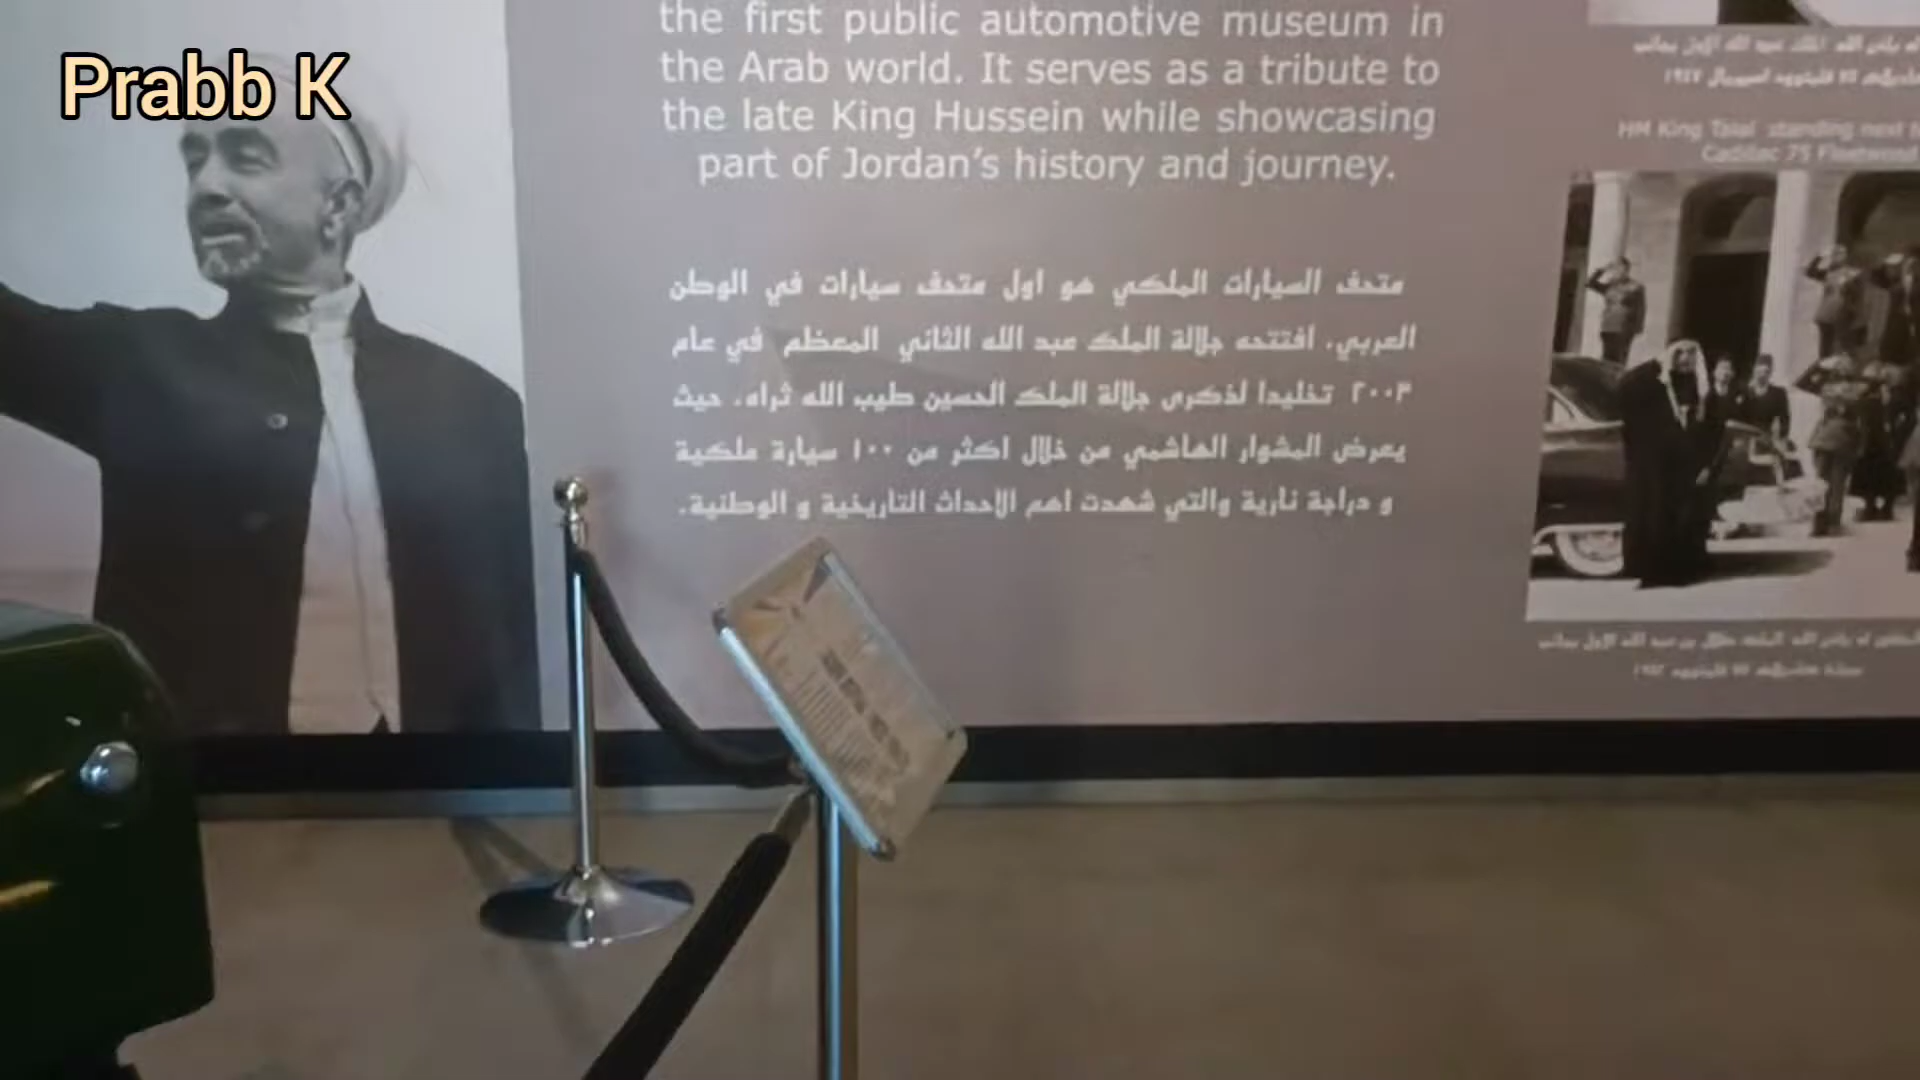 Prabb K
the first public automotive museum in
the Arab world. It serves as a tribute to
the late King Hussein while showcasing
part of Jordan's history and journey.
متحف السيارات الملكي هو اول متحف سيارات في الوطن
العربي. افتتحه جلالة الملك عبد الله الثاني المعظم في عام
٢٠٠٣ تخليدا لذكرى جلالة الملك الحسين طيب الله ثراه. حيث
يعرض المشوار الهاشمي من خلال اكثر من ١٠٠ سيارة ملكية
و دراجة نارية والتي شهدت اهم الاحداث التاريخية و الوطنية.
HM King Talal standing next
Cadillac 75 Fleetwood